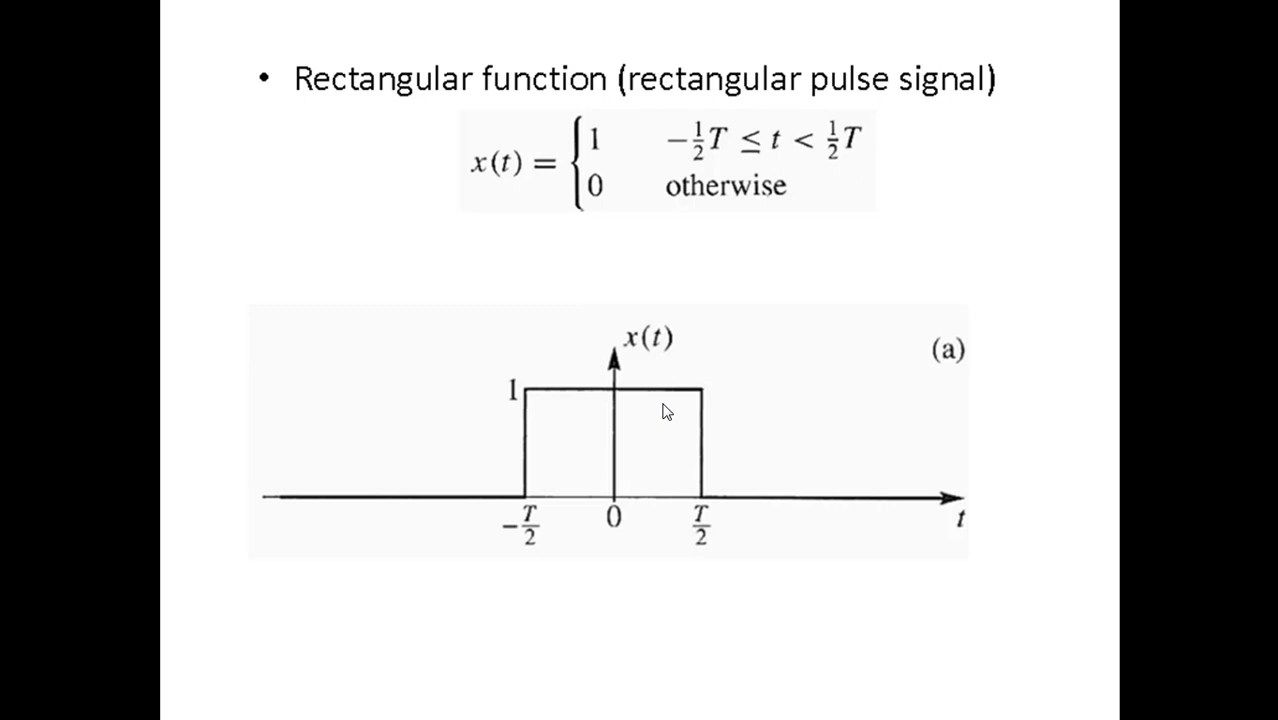 • Rectangular function (rectangular pulse signal)
x(t) = { 1 −½T ≤ t < ½T
0 otherwise
x(t)
(a)
1
−T/2 0 T/2 t